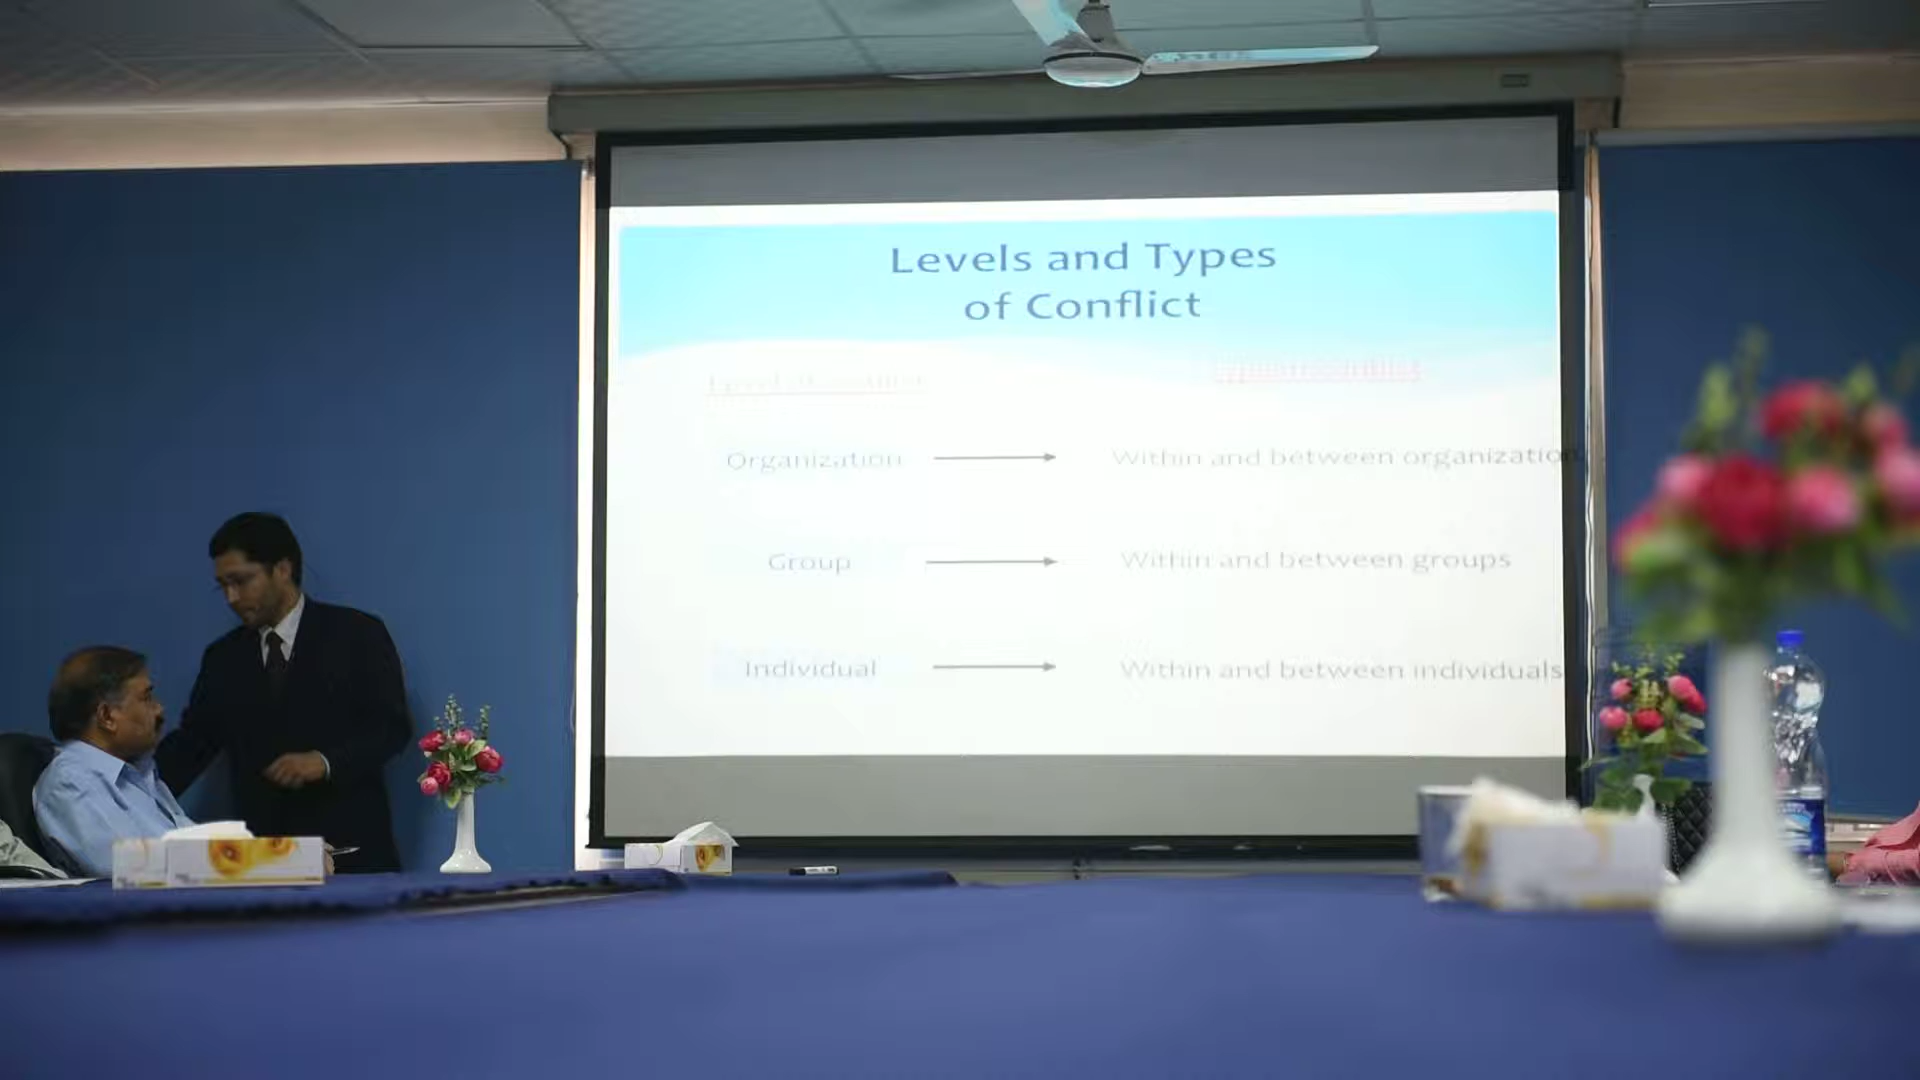 Levels and Types
of Conflict
Organization Within and between organization
Group Within and between groups
Individual Within and between individuals